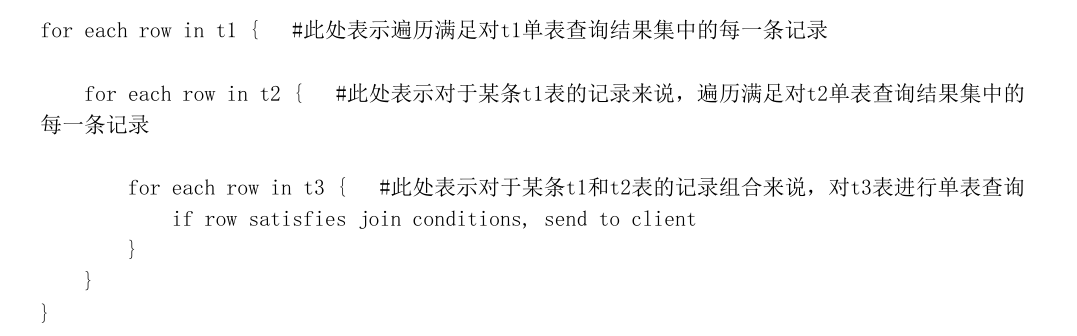 for each row in t1 {   #此处表示遍历满足对t1单表查询结果集中的每一条记录
    for each row in t2 {   #此处表示对于某条t1表的记录来说，遍历满足对t2单表查询结果集中的
每一条记录
        for each row in t3 {   #此处表示对于某条t1和t2表的记录组合来说，对t3表进行单表查询
            if row satisfies join conditions, send to client
        }
    }
}